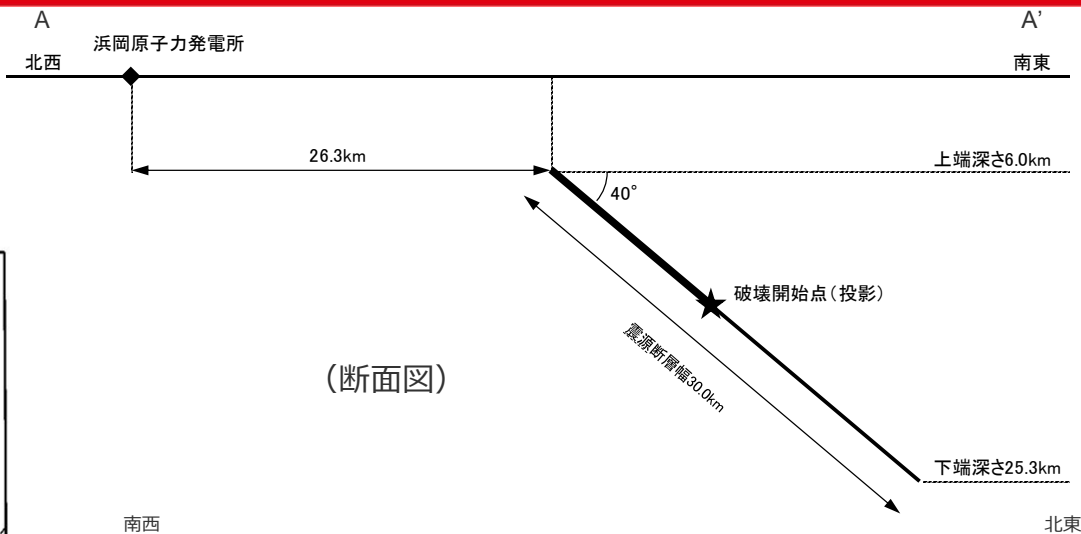 A
A'
浜岡原子力発電所
北西
南東
26.3km
上端深さ6.0km
40°
破壊開始点(投影)
震源断層幅30.0km
(断面図)
下端深さ25.3km
南西
北東